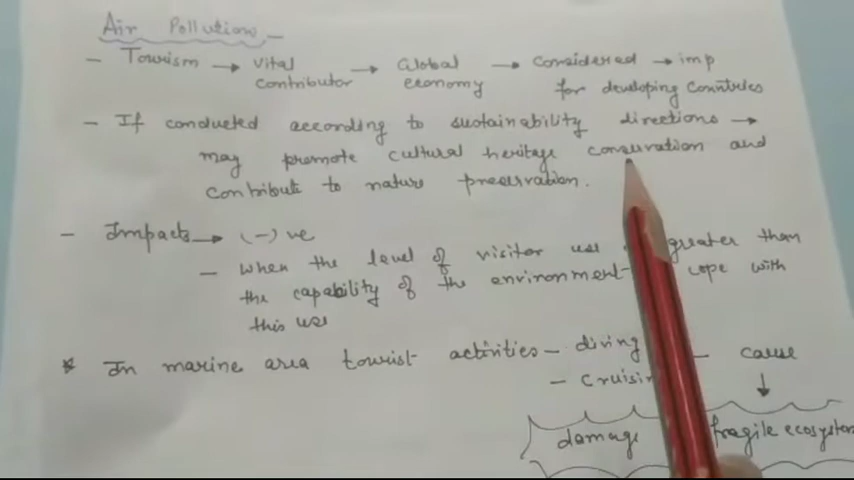 Air Pollution -
- Tourism → vital → Global → Considered → imp
contributor economy for developing Countries
- If conducted according to sustainability directions →
may promote cultural heritage conservation and
contribute to nature preservation.
- Impacts → (-) ve
- When the level of visitor use greater than
the capability of the environment cope with
this use
* In marine area tourist activities - diving - cause
- Cruisin ↓
damage fragile ecosystem